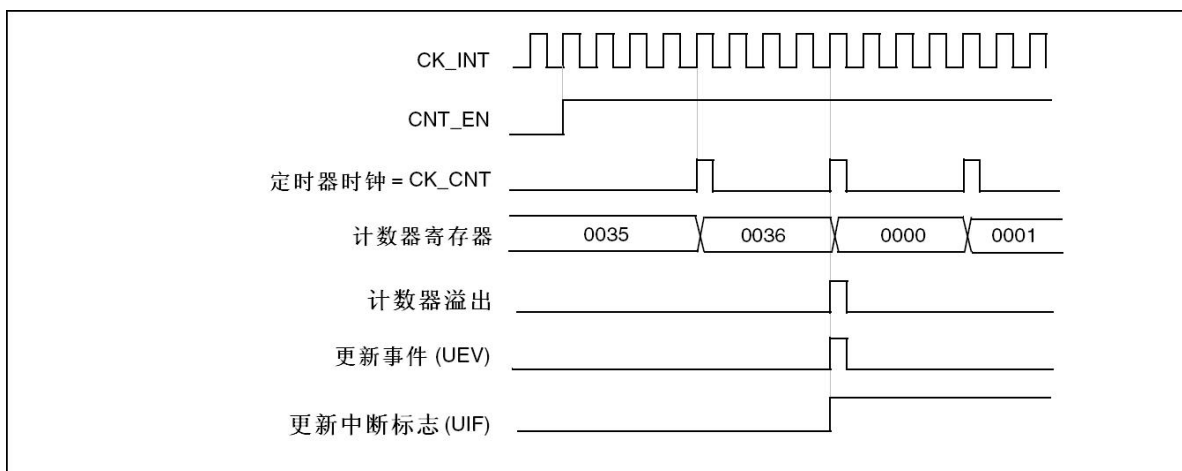 CK_INT
CNT_EN
定时器时钟 = CK_CNT
计数器寄存器 0035 0036 0000 0001
计数器溢出
更新事件 (UEV)
更新中断标志 (UIF)